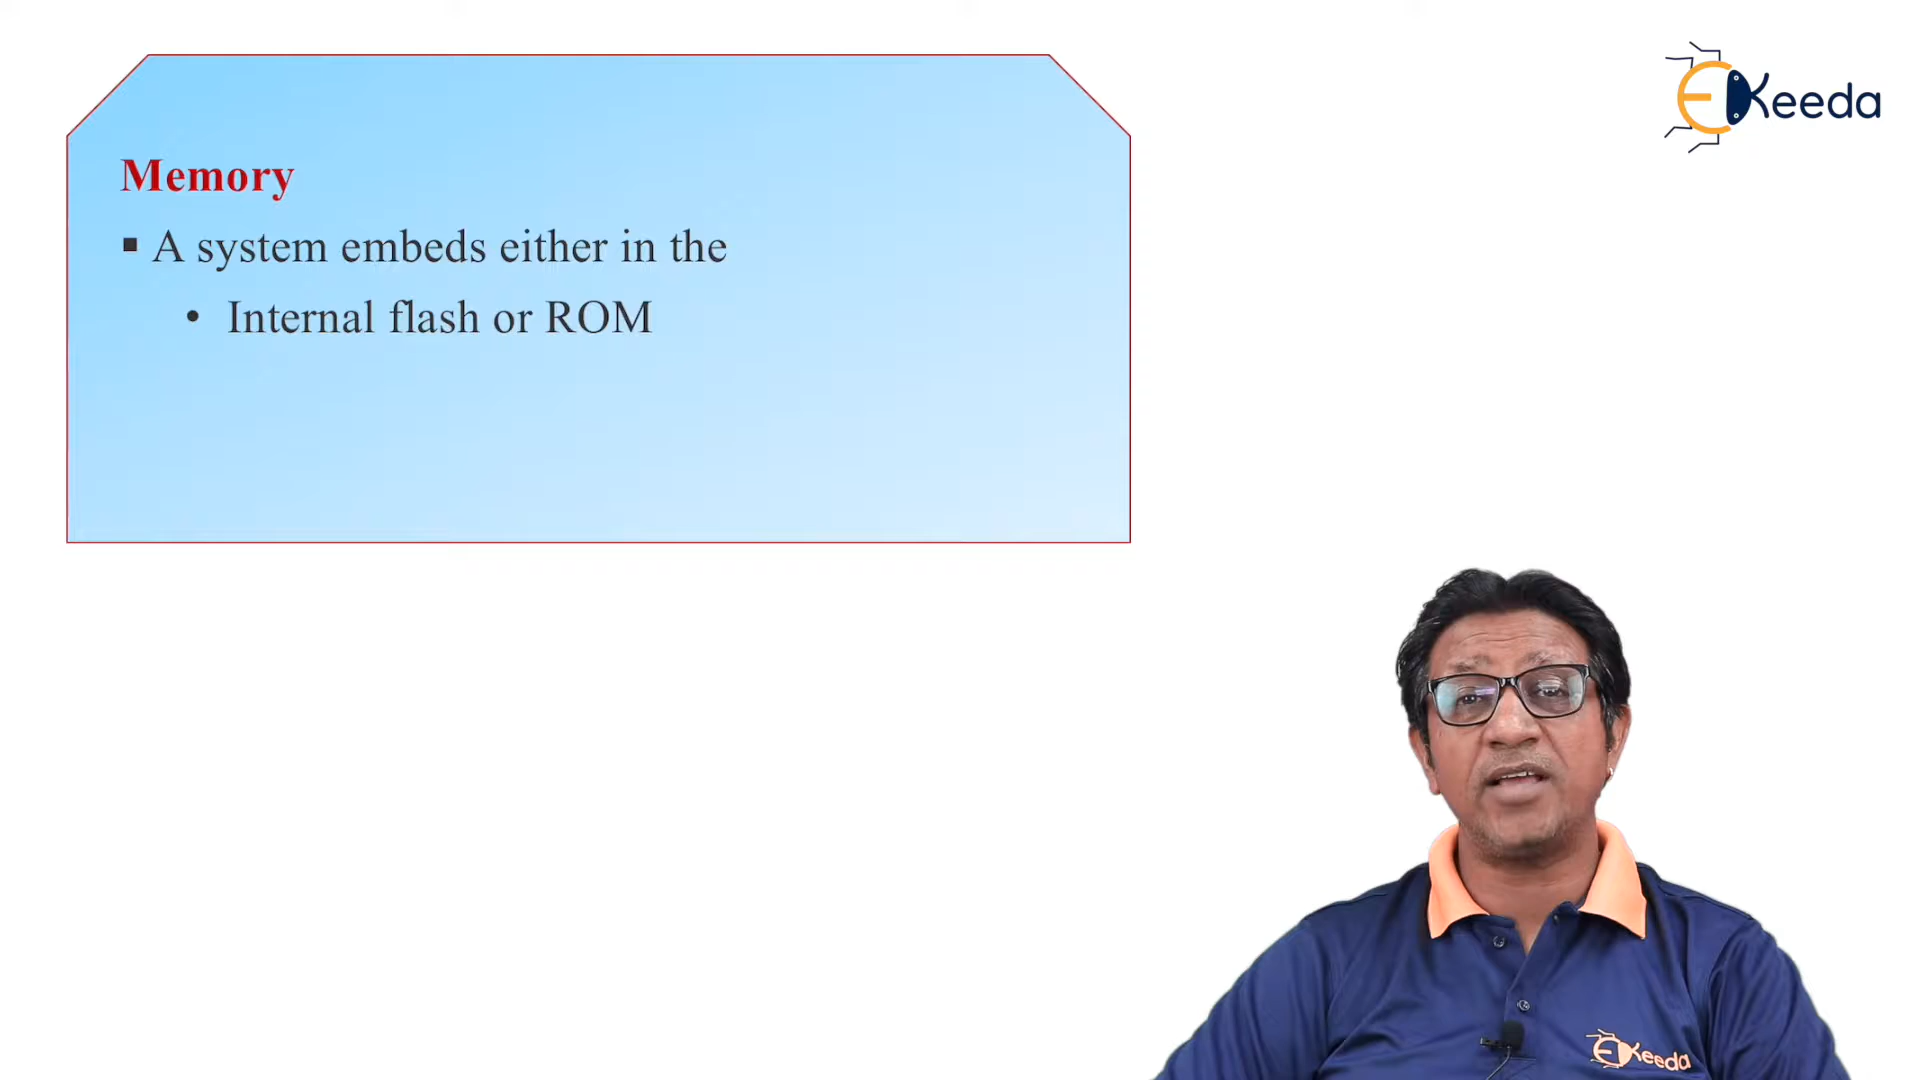 Memory
▪ A system embeds either in the
• Internal flash or ROM
EKeeda
EKeeda